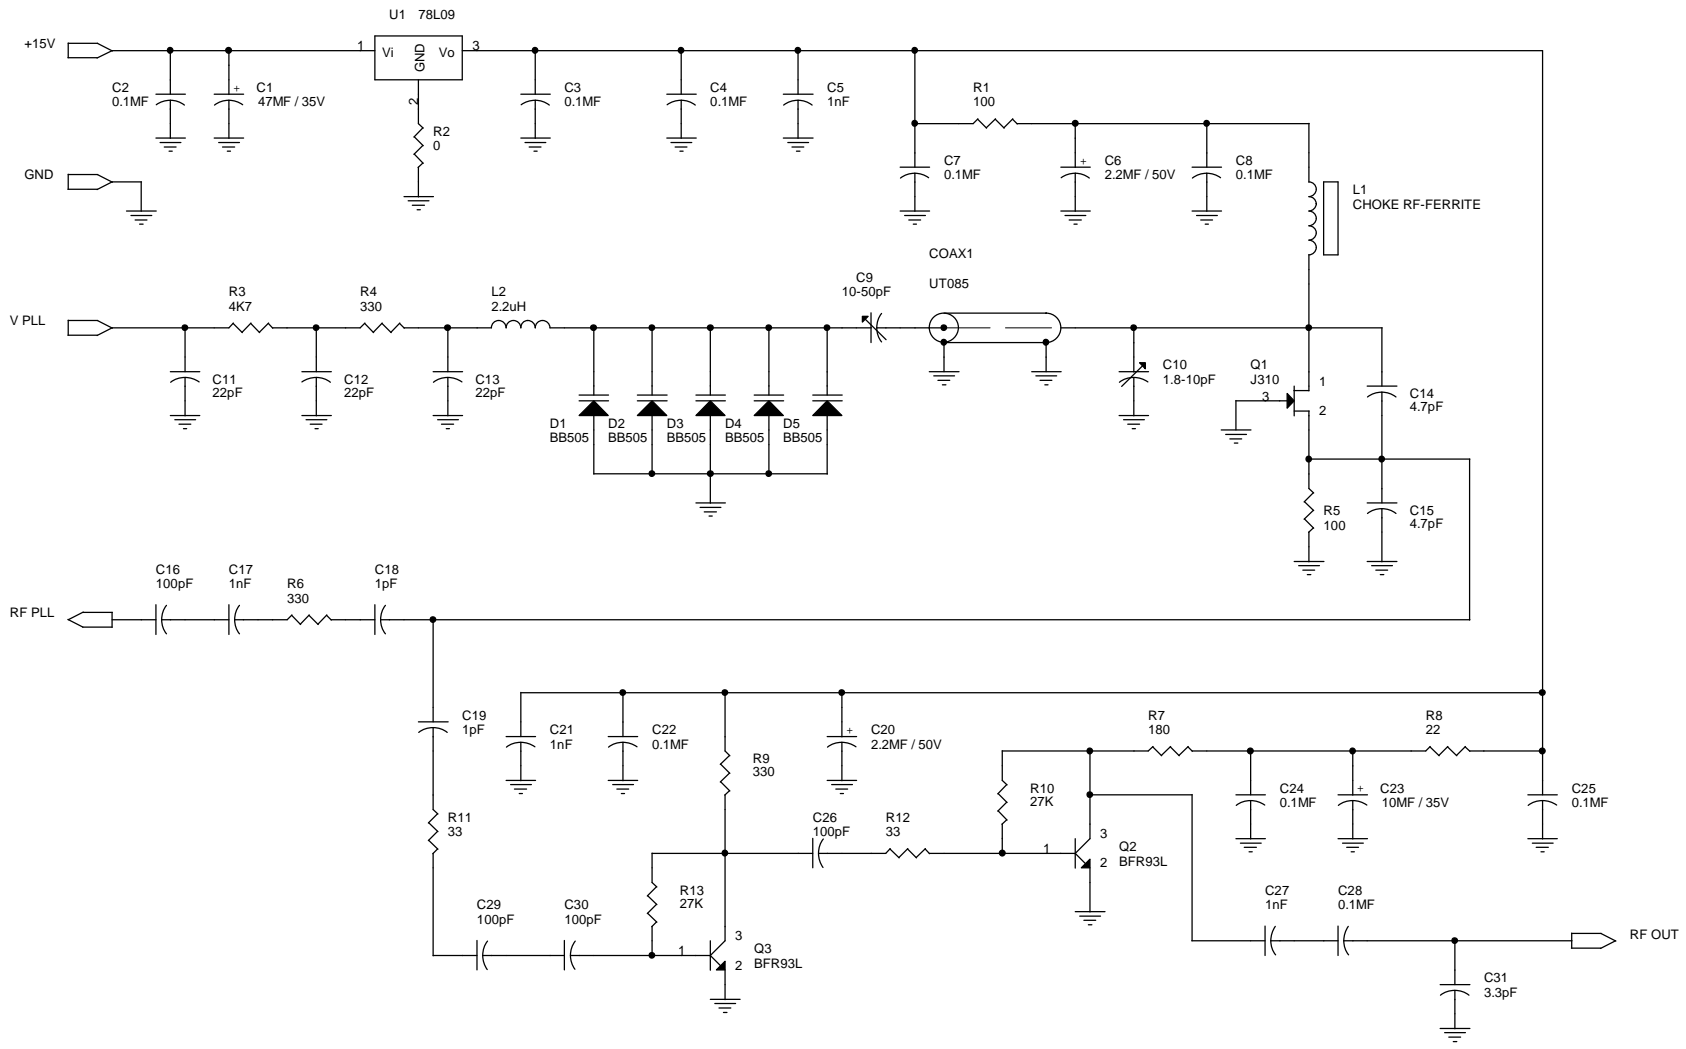 U1 78L09
+15V
1
Vi
GND
Vo
3
2
C2
0.1MF
C1
+
47MF / 35V
R2
0
C3
0.1MF
C4
0.1MF
C5
1nF
R1
100
C7
0.1MF
+
C6
2.2MF / 50V
C8
0.1MF
GND
L1
CHOKE RF-FERRITE
COAX1
UT085
V PLL
R3
4K7
R4
330
L2
2.2uH
C9
10-50pF
C11
22pF
C12
22pF
C13
22pF
D1
BB505
D2
BB505
D3
BB505
D4
BB505
D5
BB505
C10
1.8-10pF
Q1
J310
1
3
2
C14
4.7pF
R5
100
C15
4.7pF
RF PLL
C16
100pF
C17
1nF
R6
330
C18
1pF
C19
1pF
C21
1nF
C22
0.1MF
R9
330
+
C20
2.2MF / 50V
R7
180
R8
22
R10
27K
C24
0.1MF
+
C23
10MF / 35V
C25
0.1MF
R11
33
C26
100pF
R12
33
1
3
2
Q2
BFR93L
C29
100pF
C30
100pF
R13
27K
1
3
2
Q3
BFR93L
C27
1nF
C28
0.1MF
RF OUT
C31
3.3pF